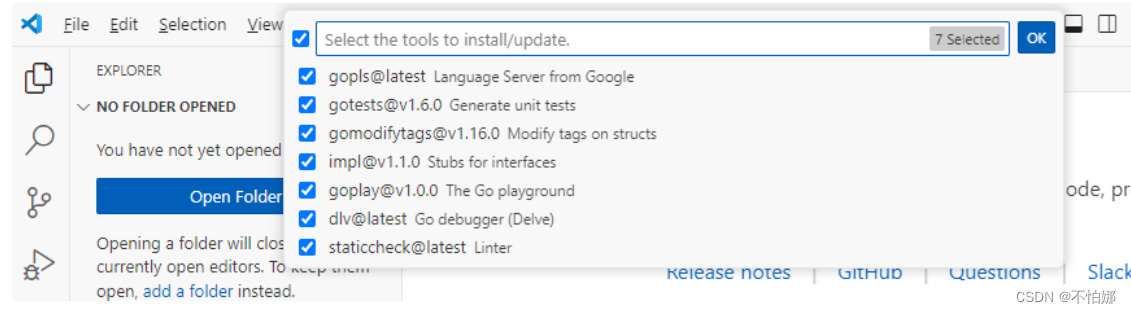 File Edit Selection View
Select the tools to install/update.
7 Selected
OK
EXPLORER
NO FOLDER OPENED
You have not yet opened
Open Folder
Opening a folder will clos
currently open editors. To keep them
open, add a folder instead.
gopls@latest Language Server from Google
gotests@v1.6.0 Generate unit tests
gomodifytags@v1.16.0 Modify tags on structs
impl@v1.1.0 Stubs for interfaces
goplay@v1.0.0 The Go playground
dlv@latest Go debugger (Delve)
staticcheck@latest Linter
ode, pr
Release notes | GitHub | Questions | Slack
CSDN @不怕娜